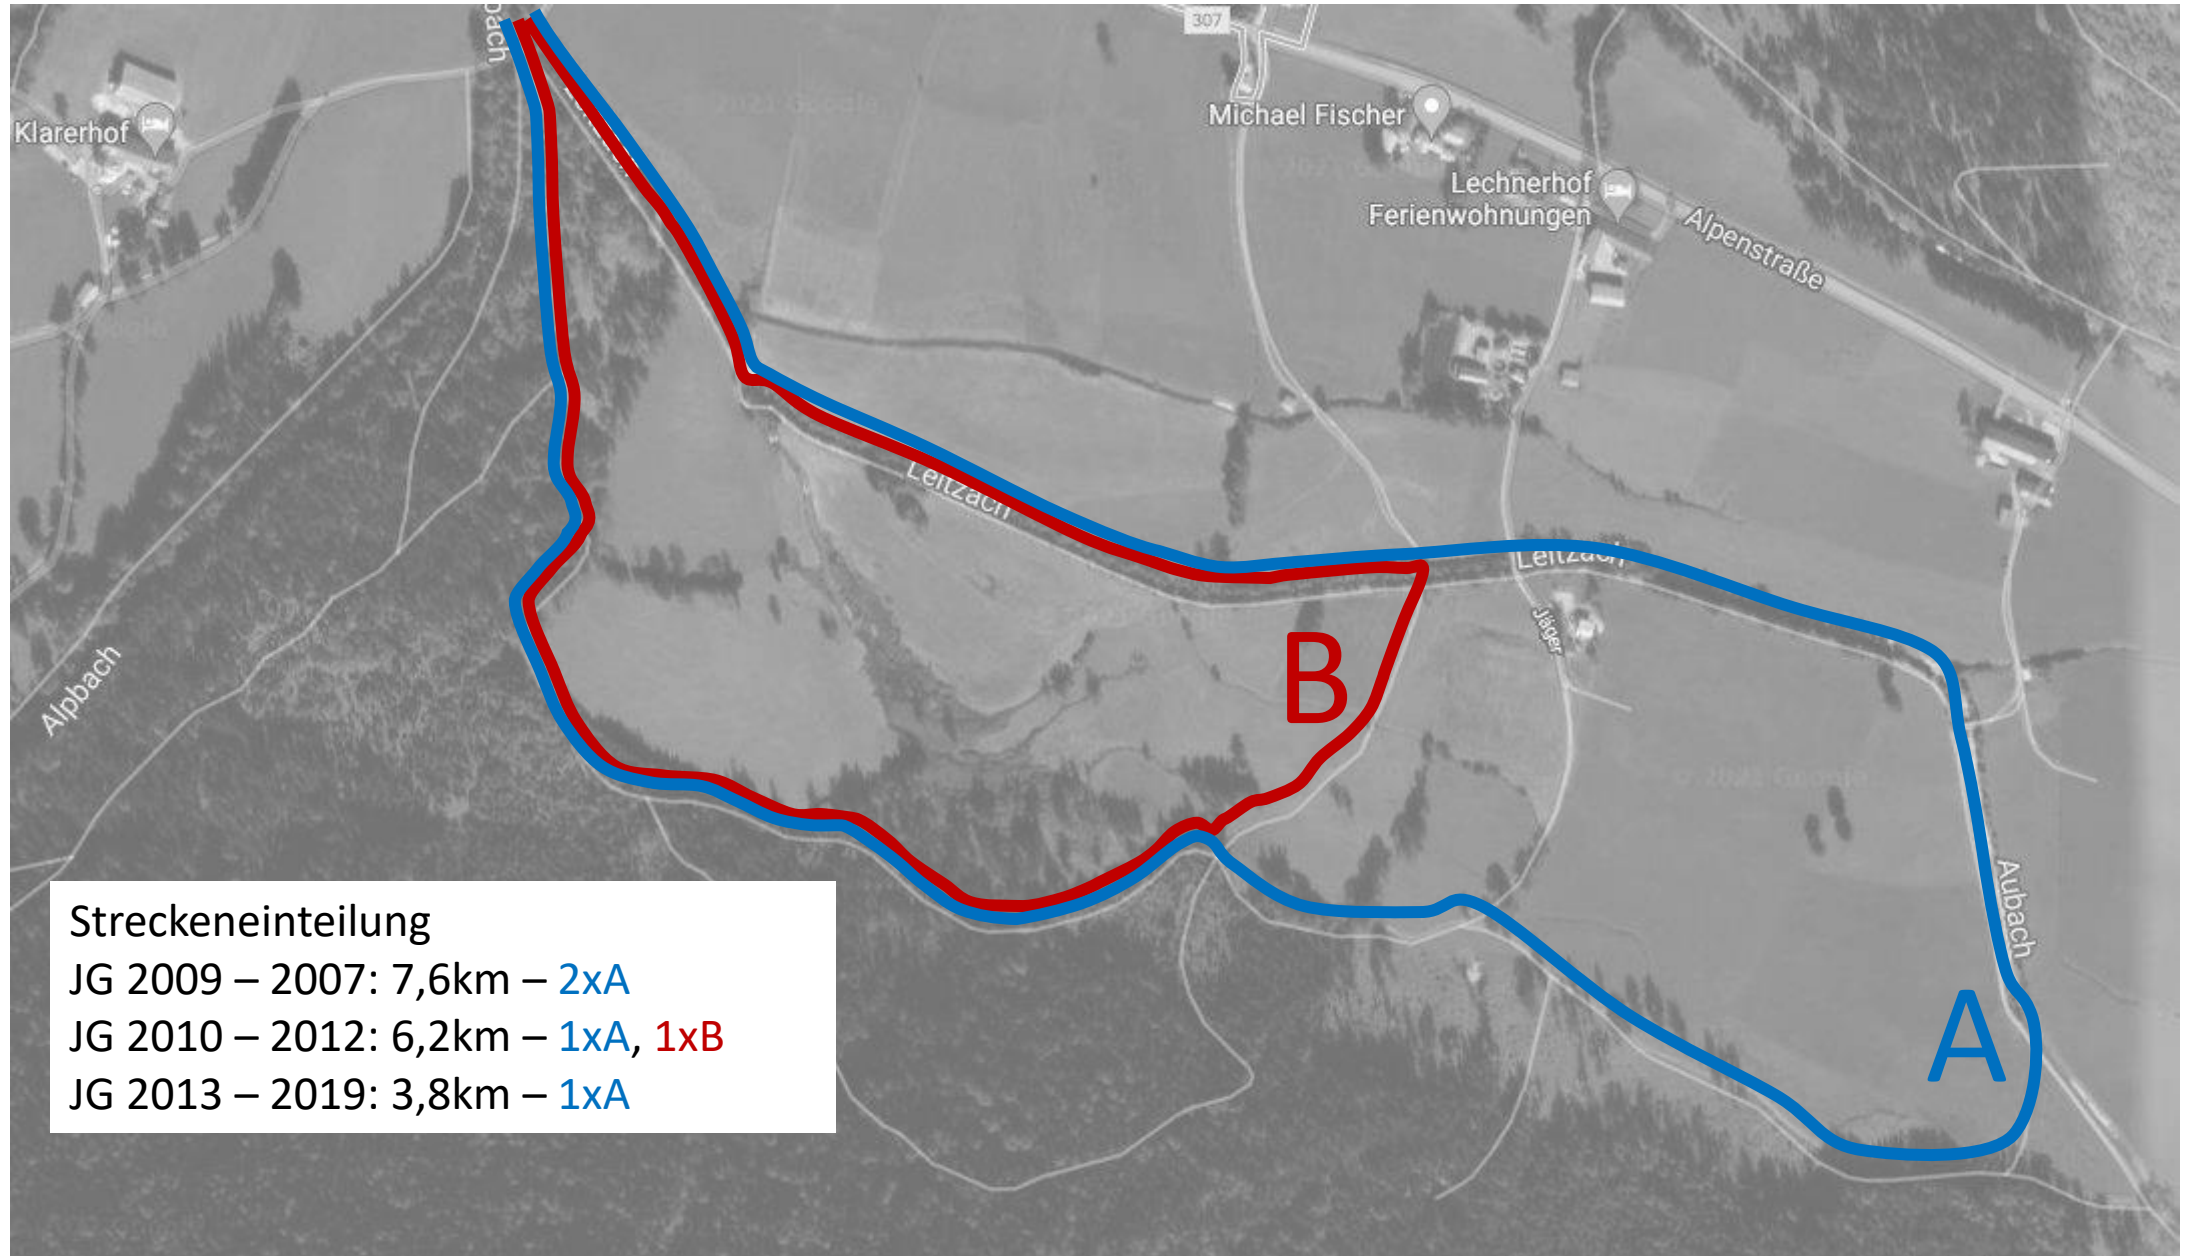 bach
307
Michael Fischer
Klarerhof
Lechnerhof
Ferienwohnungen
Alpenstraße
Leitzach
Leitzach
Jäger
B
Alpbach
Aubach
A
Streckeneinteilung
JG 2009 – 2007: 7,6km – 2xA
JG 2010 – 2012: 6,2km – 1xA, 1xB
JG 2013 – 2019: 3,8km – 1xA